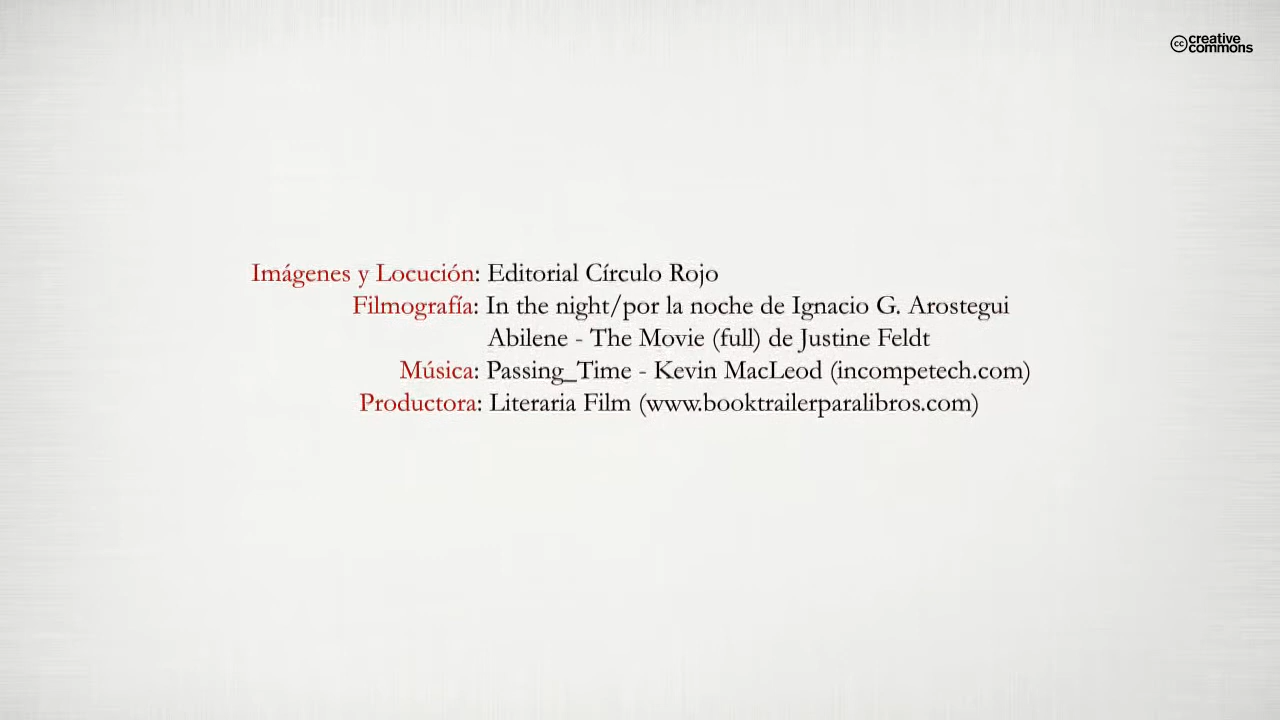 creative
commons
Imágenes y Locución: Editorial Círculo Rojo
Filmografía: In the night/por la noche de Ignacio G. Arostegui
Abilene - The Movie (full) de Justine Feldt
Música: Passing_Time - Kevin MacLeod (incompetech.com)
Productora: Literaria Film (www.booktrailerparalibros.com)